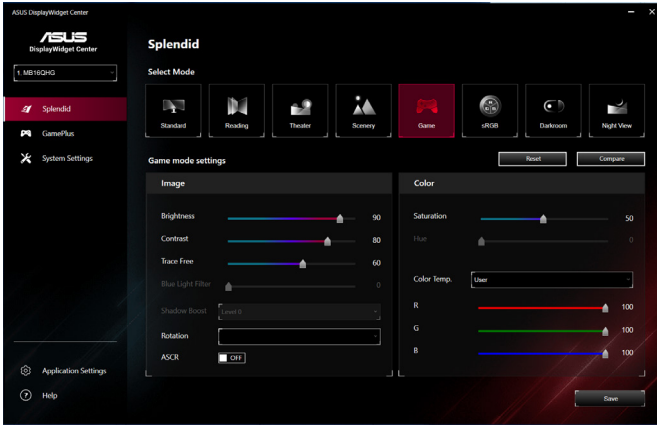 ASUS DisplayWidget Center
ASUS
DisplayWidget Center
1. MB16QHG
Splendid
GamePlus
System Settings
Application Settings
Help
Splendid
Select Mode
Standard
Reading
Theater
Scenery
Game
sRGB
Darkroom
Night View
Game mode settings
Reset
Compare
Image
Brightness 90
Contrast 80
Trace Free 60
Blue Light Filter 0
Shadow Boost Level 0
Rotation
ASCR OFF
Color
Saturation 50
Hue 0
Color Temp. User
R 100
G 100
B 100
Save